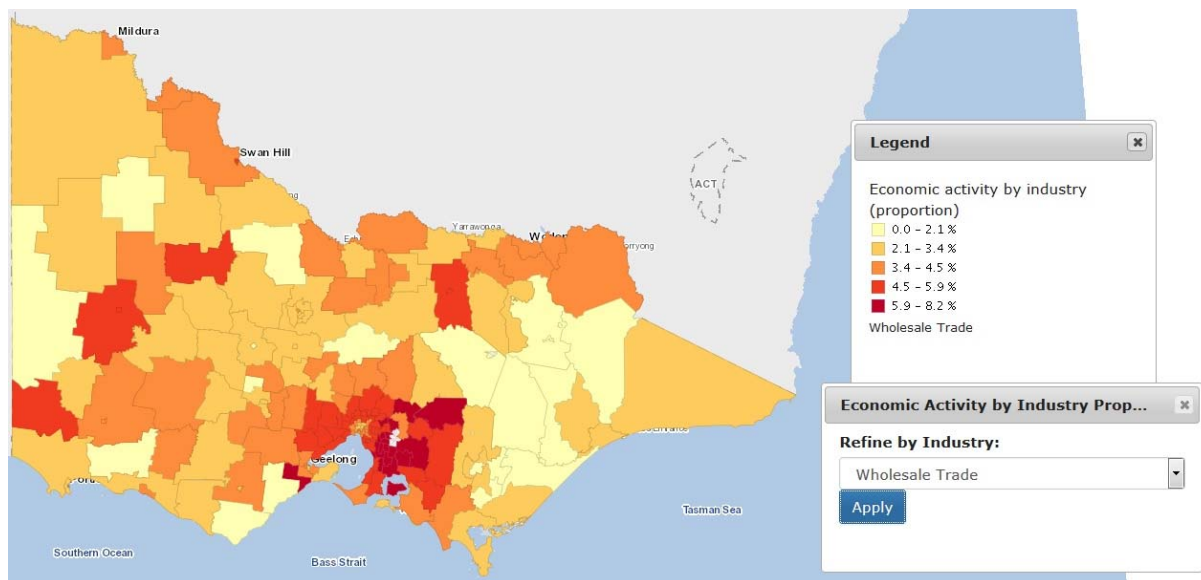 Mildura
Swan Hill
ACT
Yarrawonga
Geelong
Tasman Sea
Southern Ocean
Bass Strait
Legend
Economic activity by industry
(proportion)
0.0 – 2.1 %
2.1 – 3.4 %
3.4 – 4.5 %
4.5 – 5.9 %
5.9 – 8.2 %
Wholesale Trade
Economic Activity by Industry Prop...
Refine by Industry:
Wholesale Trade
Apply